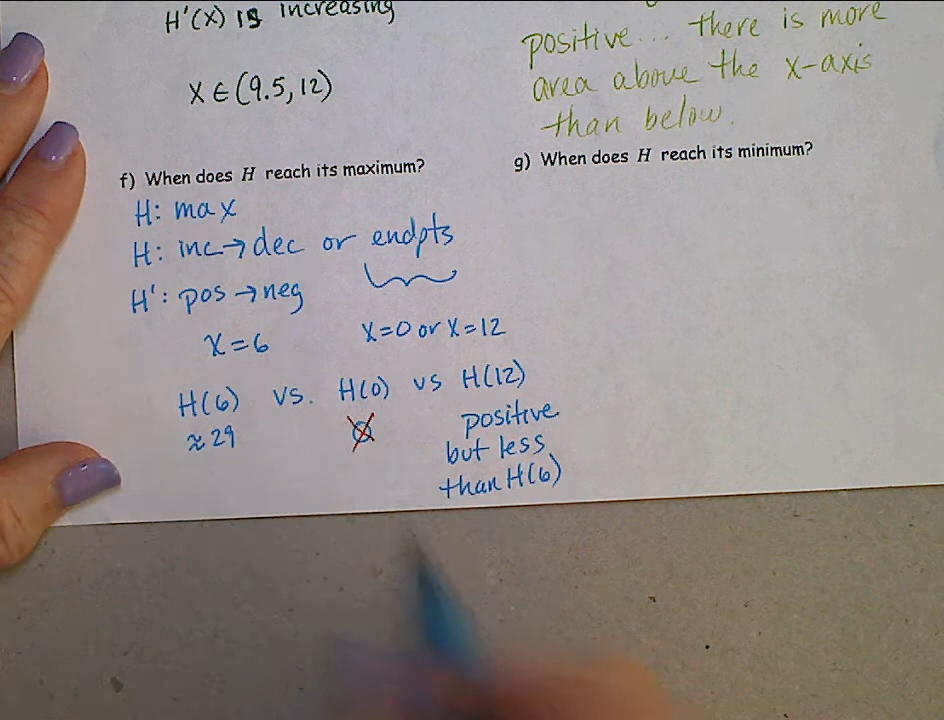 H'(x) is increasing
x ∈ (9.5, 12)
positive... there is more
area above the x-axis
than below.
f) When does H reach its maximum?
H: max
H: inc→dec or endpts
H': pos→neg
x=6 x=0 or x=12
H(6) vs. H(0) vs H(12)
≈29 0 positive
but less
than H(6)
g) When does H reach its minimum?